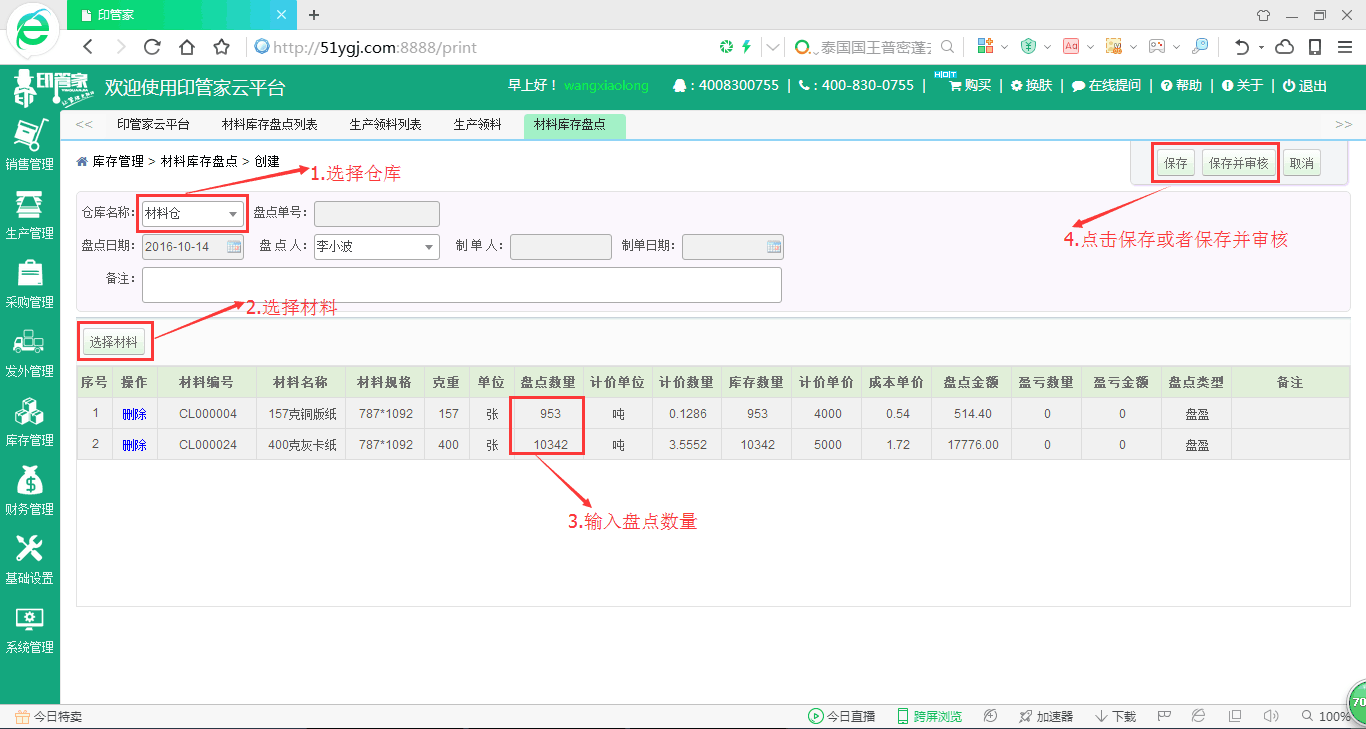 印管家
http://51ygj.com:8888/print
泰国国王普密蓬去
印管家
欢迎使用印管家云平台
早上好！ wangxiaolong
: 4008300755 | : 400-830-0755 | HOT 购买 | 换肤 | 在线提问 | 帮助 | 关于 | 退出
<< 印管家云平台 材料库存盘点列表 生产领料列表 生产领料 材料库存盘点 >>
销售管理
生产管理
采购管理
发外管理
库存管理
财务管理
基础设置
系统管理
库存管理 > 材料库存盘点 > 创建
保存 保存并审核 取消
1.选择仓库
仓库名称: 材料仓 盘点单号:
盘点日期: 2016-10-14 盘 点 人: 李小波 制 单 人: 制单日期:
4.点击保存或者保存并审核
备注:
2.选择材料
选择材料
序号 操作 材料编号 材料名称 材料规格 克重 单位 盘点数量 计价单位 计价数量 库存数量 计价单价 成本单价 盘点金额 盈亏数量 盈亏金额 盘点类型 备注
1 删除 CL000004 157克铜版纸 787*1092 157 张 953 吨 0.1286 953 4000 0.54 514.40 0 0 盘盈
2 删除 CL000024 400克灰卡纸 787*1092 400 张 10342 吨 3.5552 10342 5000 1.72 17776.00 0 0 盘盈
3.输入盘点数量
70
今日特卖 今日直播 跨屏浏览 加速器 下载 100%